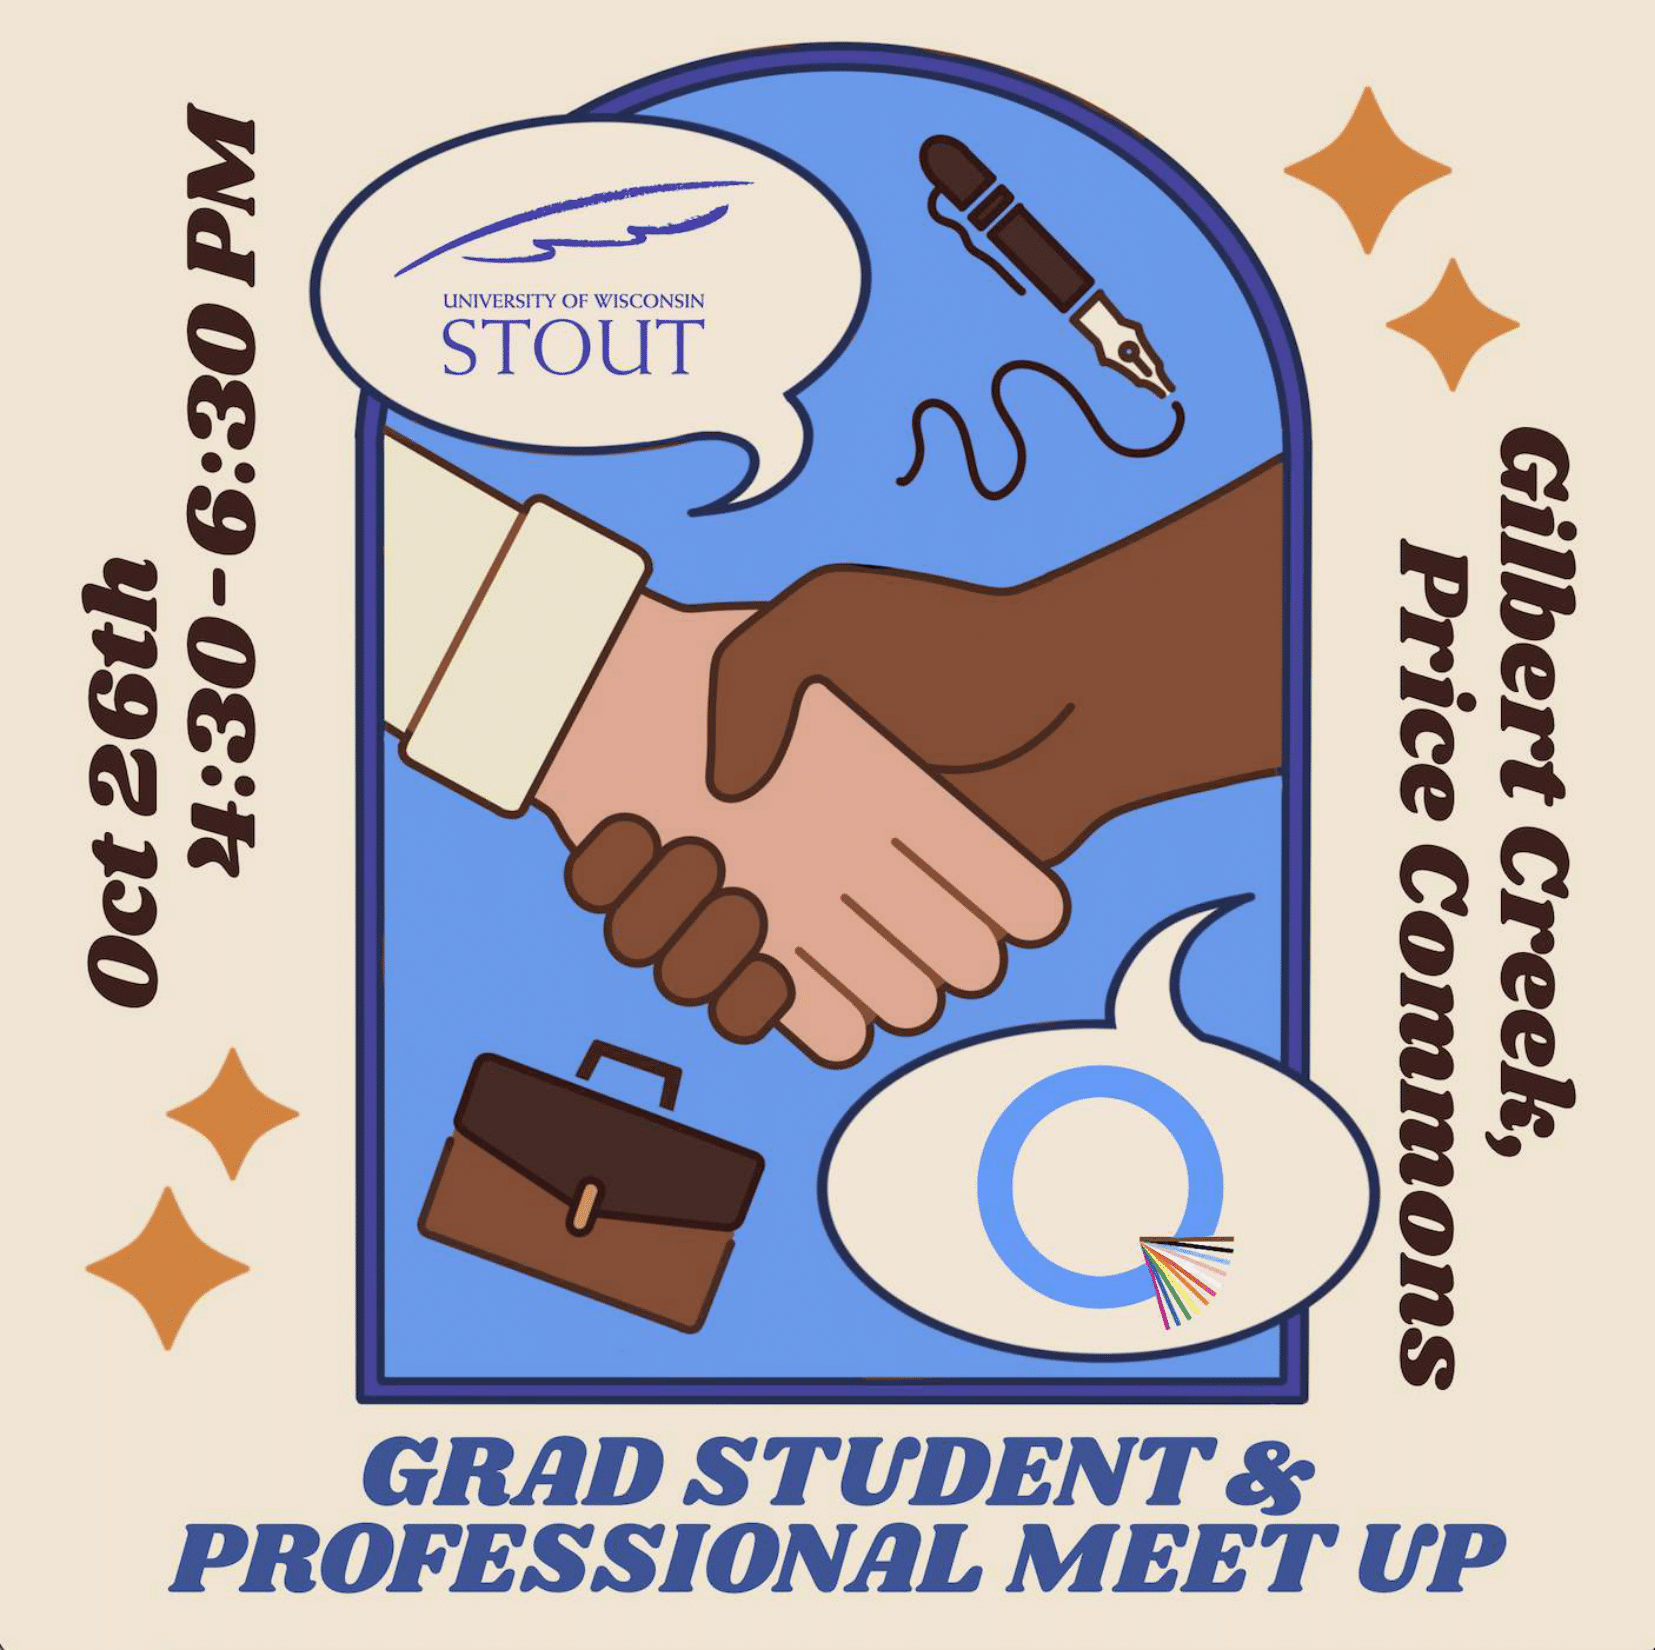 Oct 26th
4:30-6:30 PM
UNIVERSITY OF WISCONSIN
STOUT
Gilbert Creek,
Price Commons
GRAD STUDENT &
PROFESSIONAL MEET UP